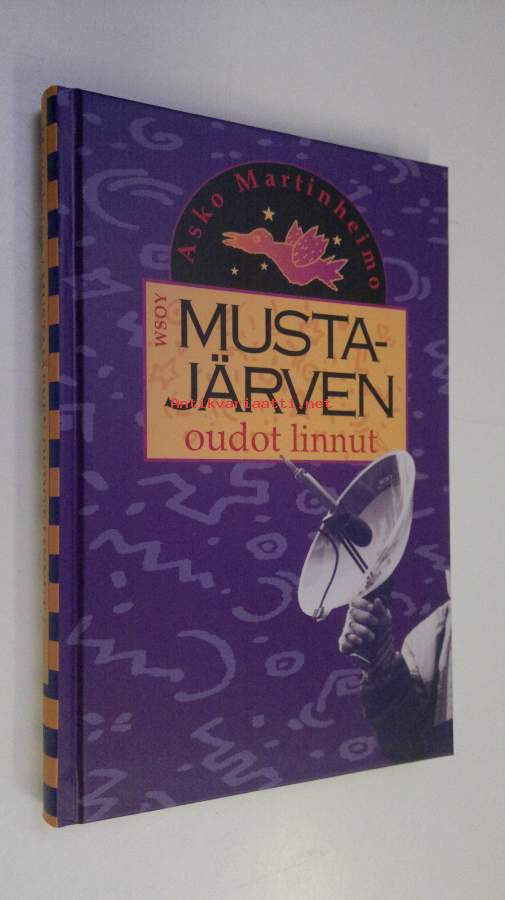 Asko Martinheimo
WSOY
MUSTA-
JÄRVEN
Antikvariaatti.net
oudot linnut